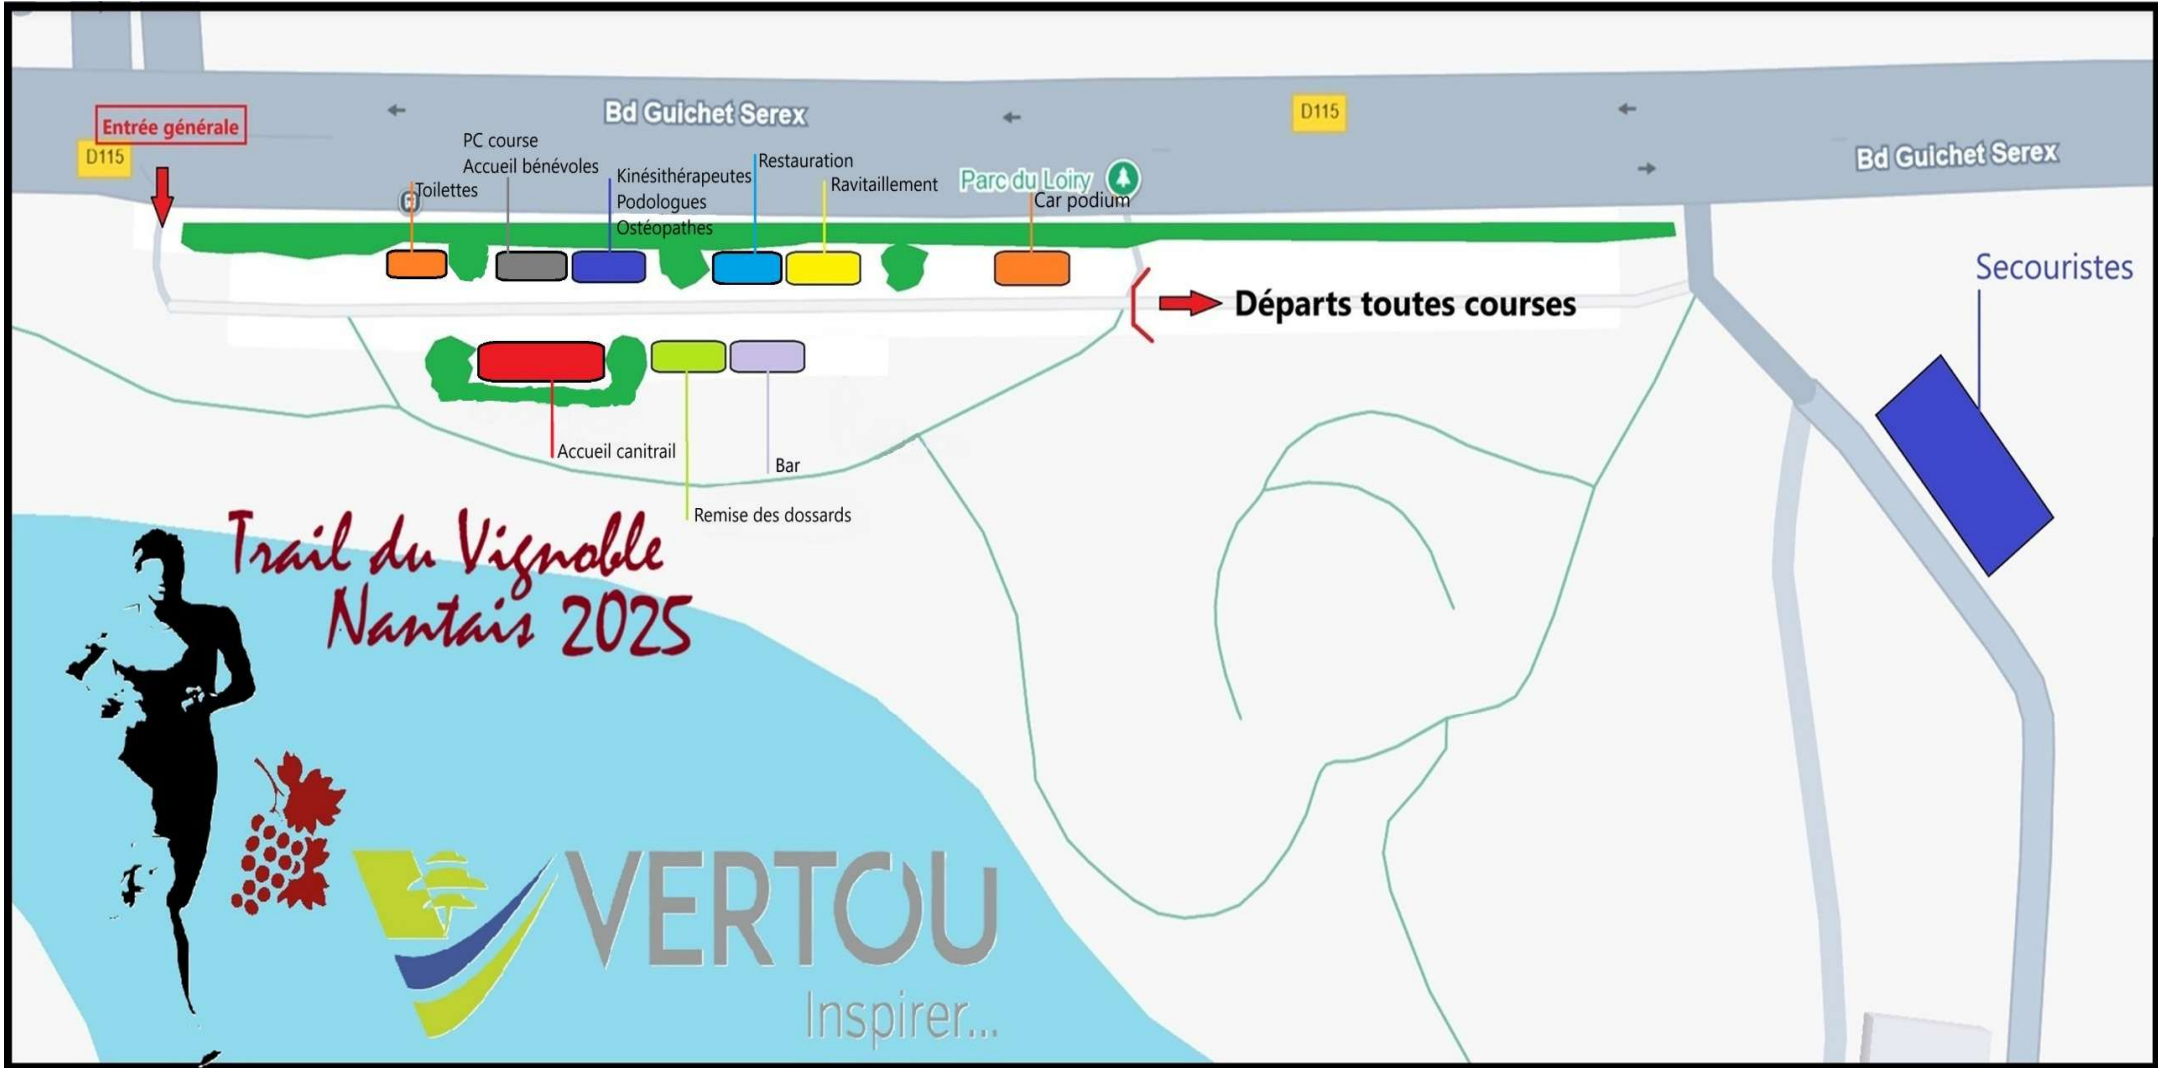 Bd Guichet Serex
D115
Entrée générale
D115
Bd Guichet Serex
PC course
Accueil bénévoles
Toilettes
Kinésithérapeutes
Podologues
Ostéopathes
Restauration
Ravitaillement
Parc du Loiry
Car podium
Secouristes
Départs toutes courses
Accueil canitrail
Bar
Remise des dossards
Trail du Vignoble
Nantais 2025
VERTOU
Inspirer...